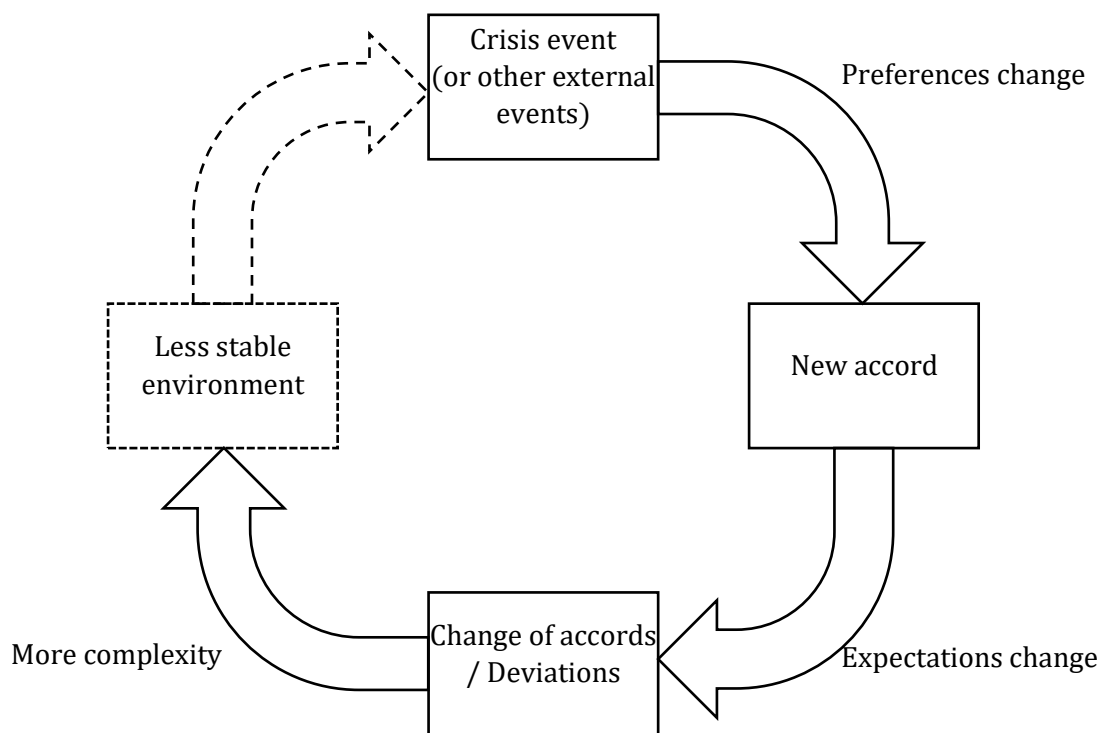 Crisis event
(or other external
events)
Preferences change
Less stable
environment
New accord
Change of accords
/ Deviations
More complexity
Expectations change